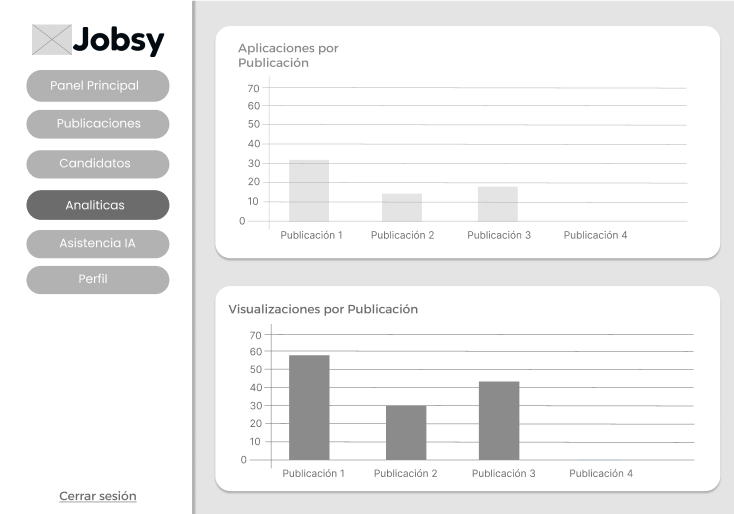 Jobsy
Panel Principal
Publicaciones
Candidatos
Analiticas
Asistencia IA
Perfil
Cerrar sesión
Aplicaciones por
Publicación
70
60
50
40
30
20
10
0
Publicación 1 Publicación 2 Publicación 3 Publicación 4
Visualizaciones por Publicación
70
60
50
40
30
20
10
0
Publicación 1 Publicación 2 Publicación 3 Publicación 4